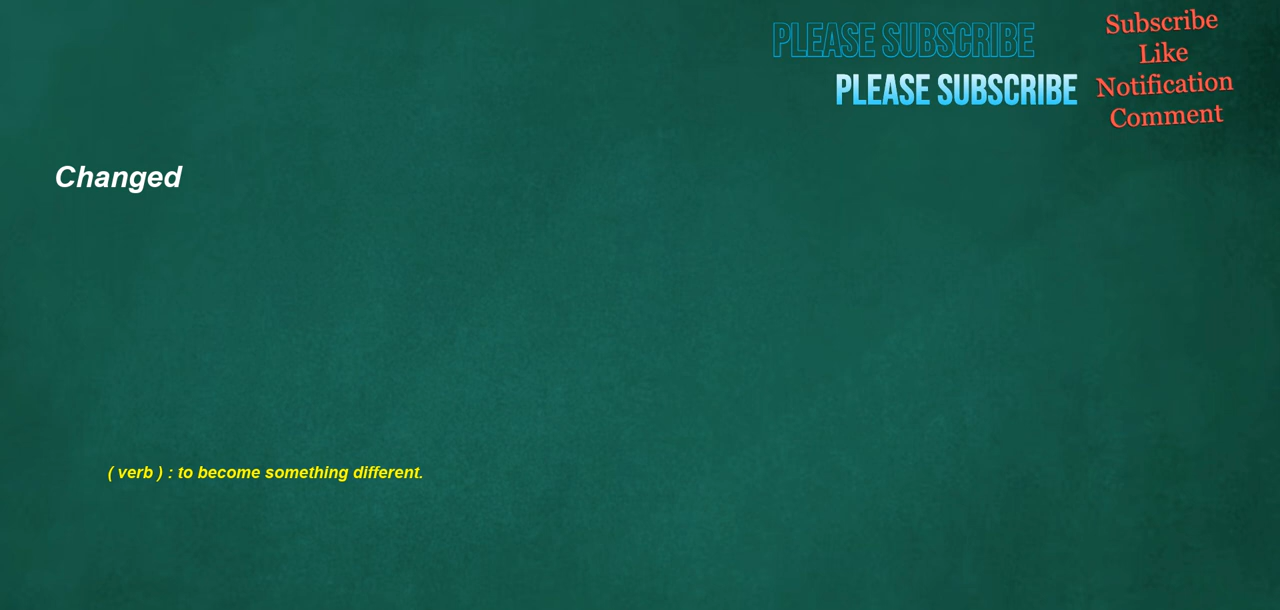 PLEASE SUBSCRIBE
PLEASE SUBSCRIBE
Subscribe
Like
Notification
Comment
Changed
( verb ) : to become something different.